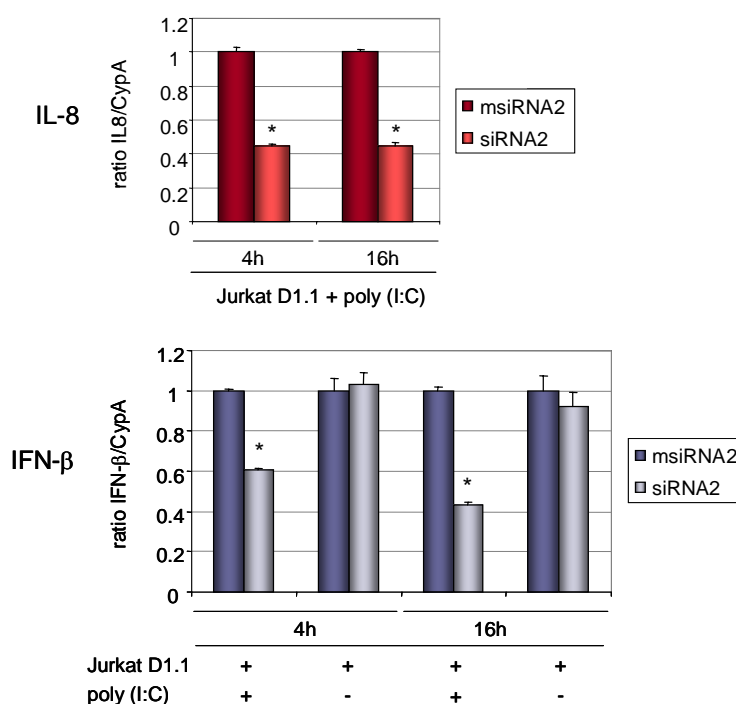 1.2
1
0.8
0.6
0.4
0.2
0
IL-8
ratio IL8/CypA
* *
msiRNA2
siRNA2
4h 16h
Jurkat D1.1 + poly (I:C)
1.2
1
0.8
0.6
0.4
0.2
0
IFN-β
ratio IFN-β/CypA
* *
msiRNA2
siRNA2
4h 16h
Jurkat D1.1 + + + +
poly (I:C) + - + -